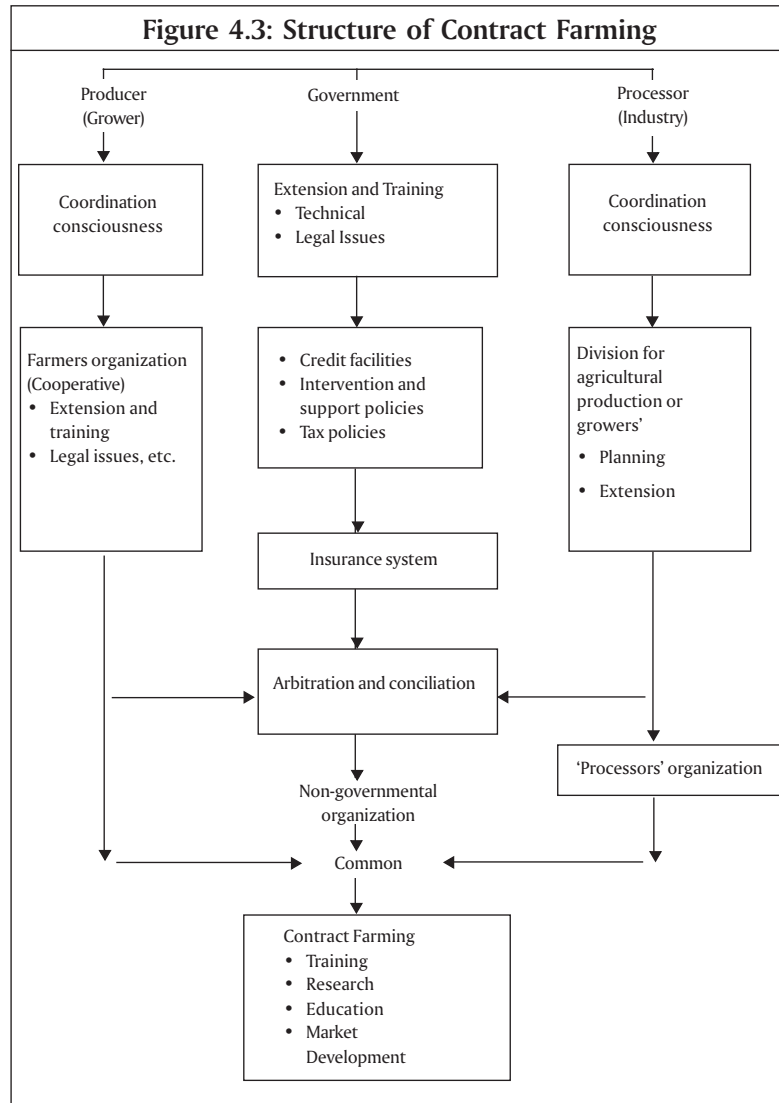 Figure 4.3: Structure of Contract Farming
Producer
(Grower)
Government
Processor
(Industry)
Coordination
consciousness
Extension and Training
• Technical
• Legal Issues
Coordination
consciousness
Farmers organization
(Cooperative)
• Extension and
training
• Legal issues, etc.
• Credit facilities
• Intervention and
support policies
• Tax policies
Division for
agricultural
production or
growers’
• Planning
• Extension
Insurance system
Arbitration and conciliation
‘Processors’ organization
Non-governmental
organization
Common
Contract Farming
• Training
• Research
• Education
• Market
Development